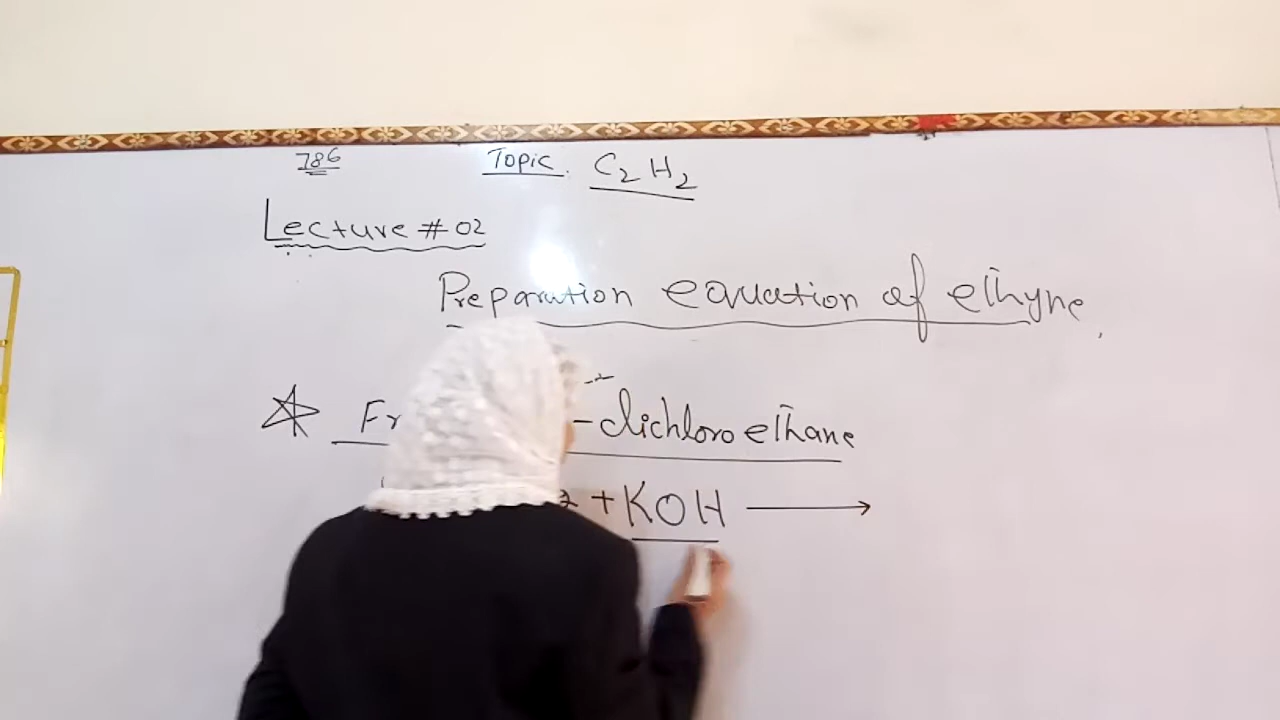 786
Topic. C₂H₂
Lecture # 02
Preparation equation of ethyne
-dichloroethane
+ KOH ⟶